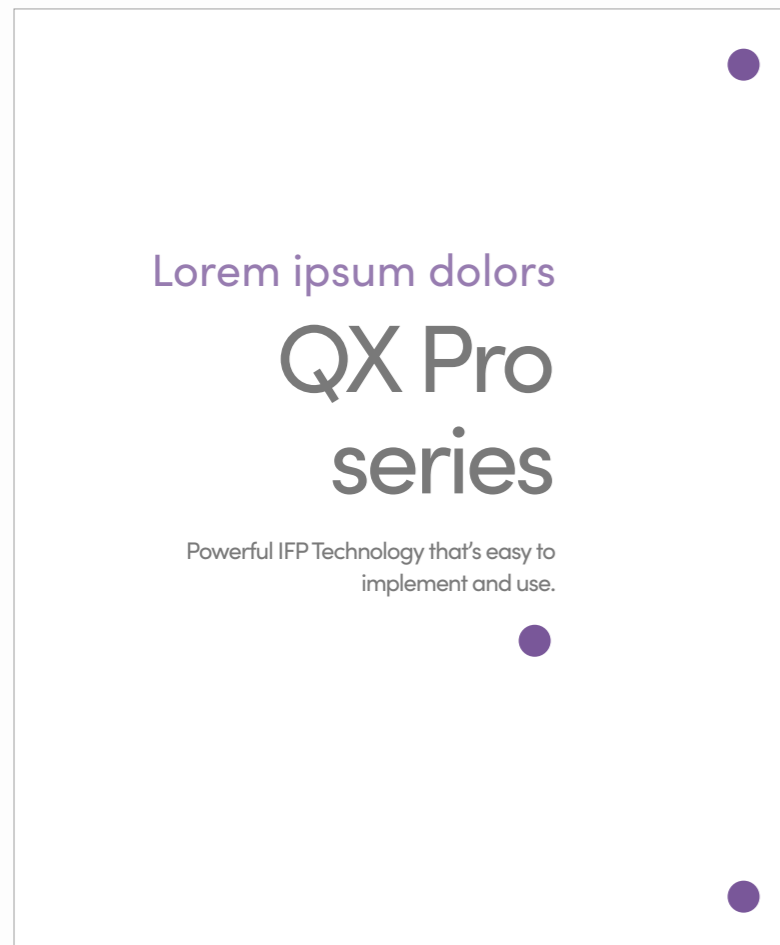 Lorem ipsum dolors
QX Pro
series
Powerful IFP Technology that’s easy to
implement and use.